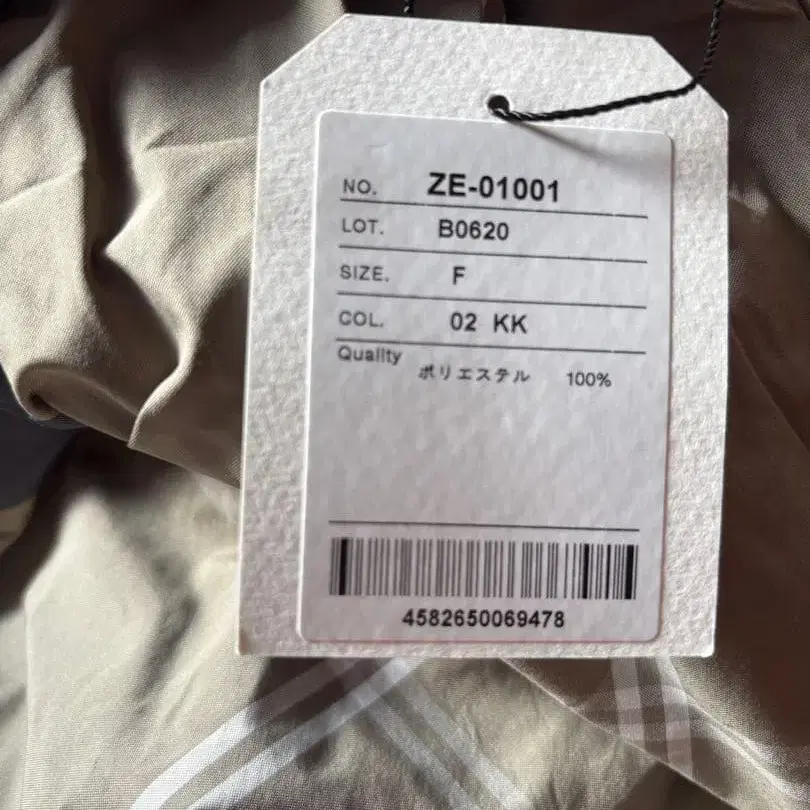 NO. ZE-01001
LOT. B0620
SIZE. F
COL. 02 KK
Quality
ポリエステル 100%
4582650069478